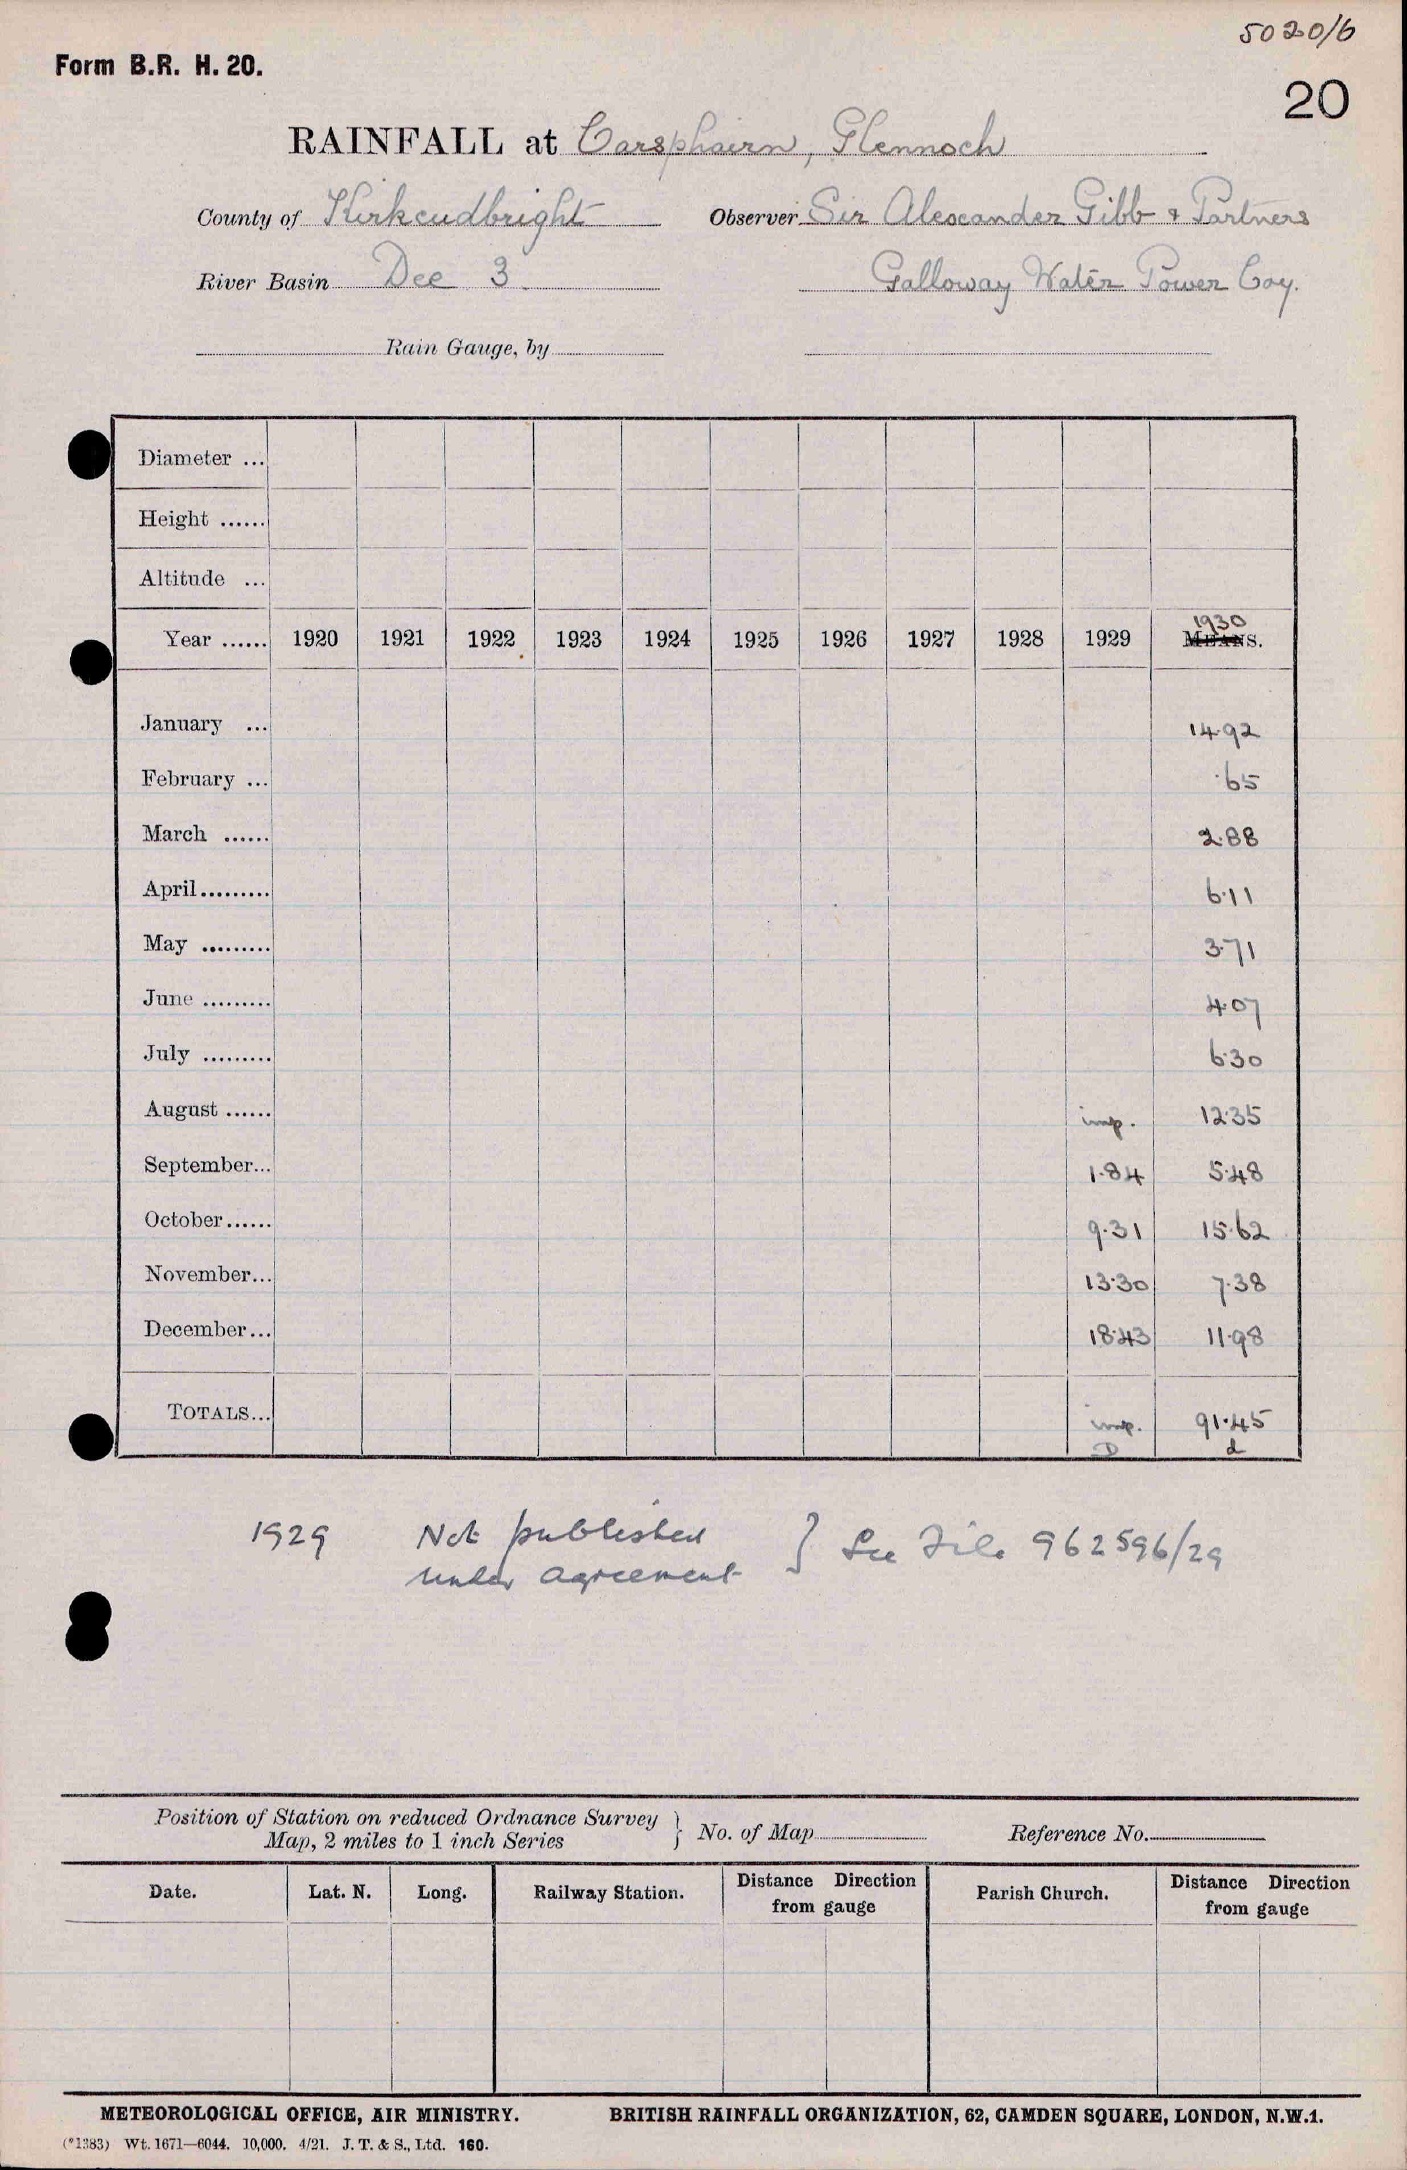 5020/6
Form B.R. H. 20.
20
RAINFALL at Carsphairn, Glennoch
County of Kirkcudbright Observer Sir Alexander Gibb & Partners
River Basin Dee 3 Galloway Water Power Coy.
Rain Gauge, by
Diameter ...
Height ......
Altitude ...
1930
Year ...... 1920 1921 1922 1923 1924 1925 1926 1927 1928 1929 MEANS.
January ... 14.92
February ... .65
March ...... 2.88
April......... 6.11
May ......... 3.71
June ......... 4.07
July ......... 6.30
August ...... imp. 12.35
September... 1.84 5.48
October...... 9.31 15.62
November... 13.30 7.38
December... 18.43 11.98
TOTALS... imp. 91.45
D d
1929 Not published } See File 962596/29
under agreement
Position of Station on reduced Ordnance Survey } No. of Map Reference No.
Map, 2 miles to 1 inch Series
Date. Lat. N. Long. Railway Station. Distance Direction from gauge Parish Church. Distance Direction from gauge
METEOROLOGICAL OFFICE, AIR MINISTRY. BRITISH RAINFALL ORGANIZATION, 62, CAMDEN SQUARE, LONDON, N.W.1.
(*1383) Wt. 1671—6044. 10,000. 4/21. J. T. & S., Ltd. 160.